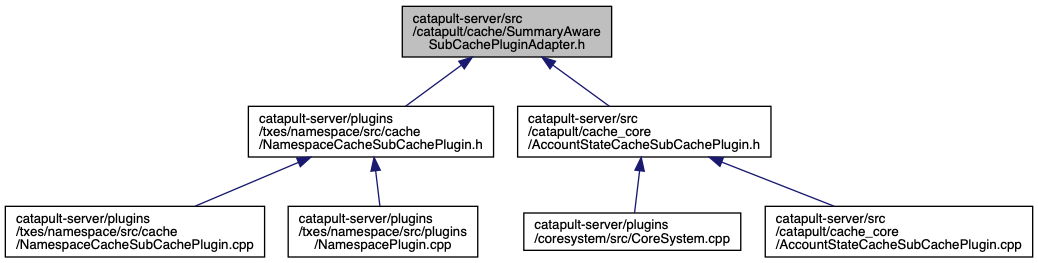 catapult-server/src
/catapult/cache/SummaryAware
SubCachePluginAdapter.h
catapult-server/plugins
/txes/namespace/src/cache
/NamespaceCacheSubCachePlugin.h
catapult-server/src
/catapult/cache_core
/AccountStateCacheSubCachePlugin.h
catapult-server/plugins
/txes/namespace/src/cache
/NamespaceCacheSubCachePlugin.cpp
catapult-server/plugins
/txes/namespace/src/plugins
/NamespacePlugin.cpp
catapult-server/plugins
/coresystem/src/CoreSystem.cpp
catapult-server/src
/catapult/cache_core
/AccountStateCacheSubCachePlugin.cpp